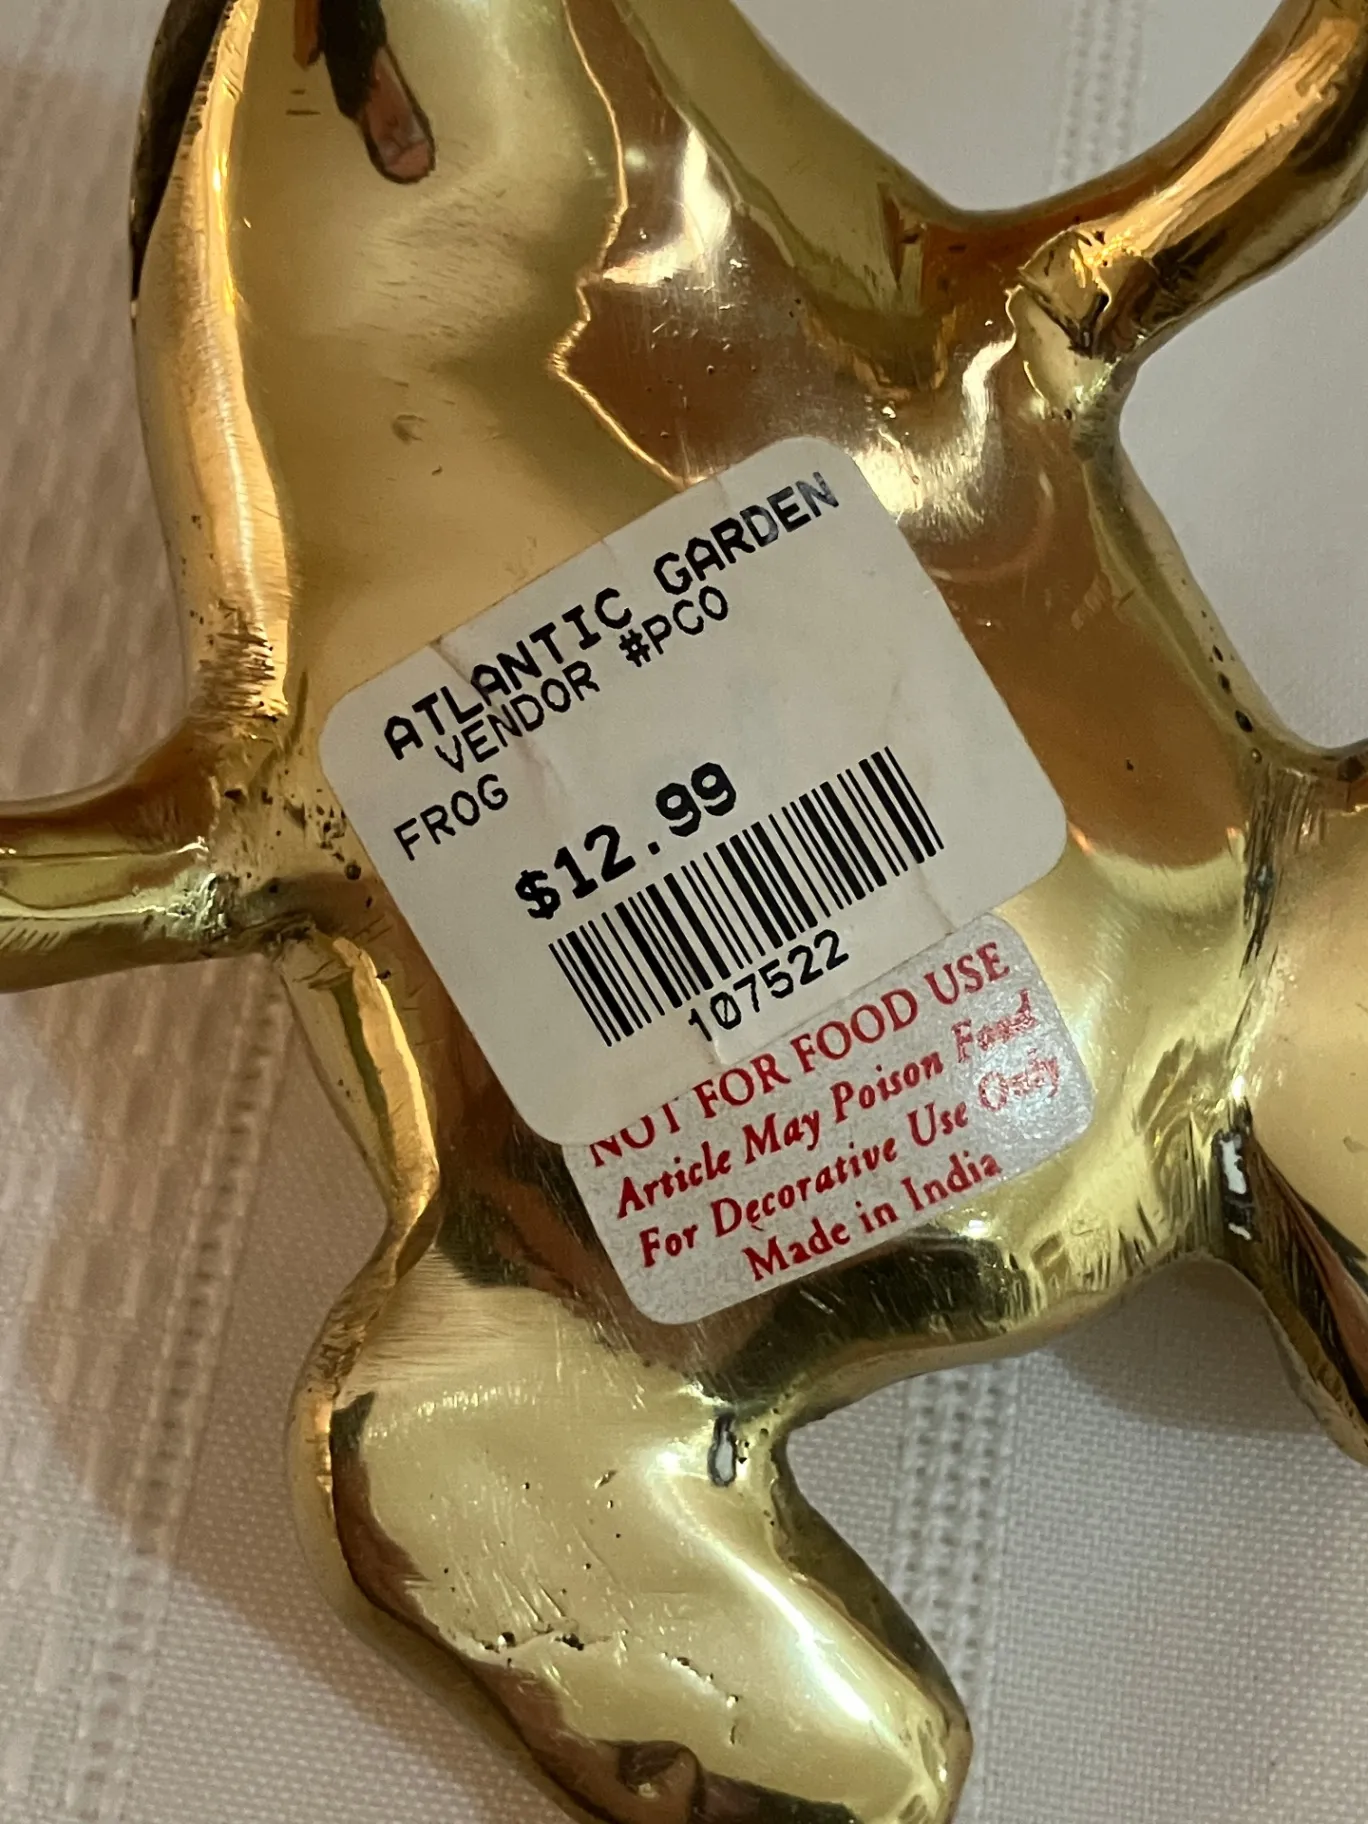 ATLANTIC GARDEN
VENDOR #PCO
FROG
$12.99
107522
NOT FOR FOOD USE
Article May Poison Food
For Decorative Use Only
Made in India